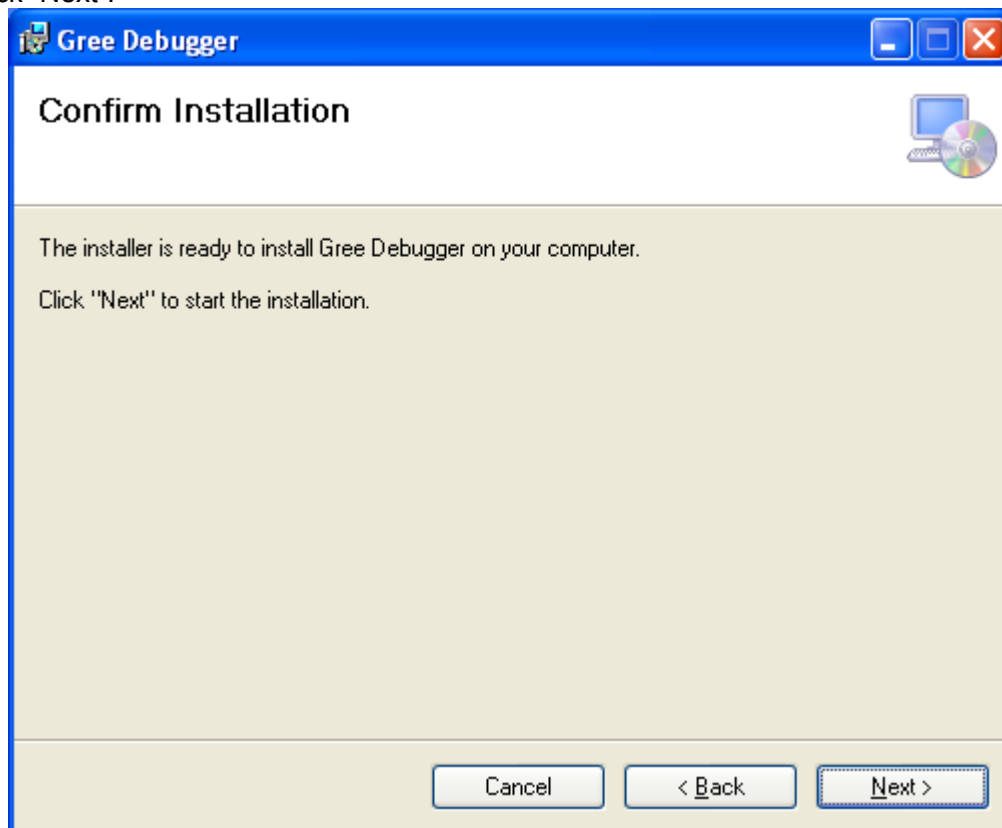 Gree Debugger
Confirm Installation
The installer is ready to install Gree Debugger on your computer.
Click "Next" to start the installation.
Cancel
< Back
Next >